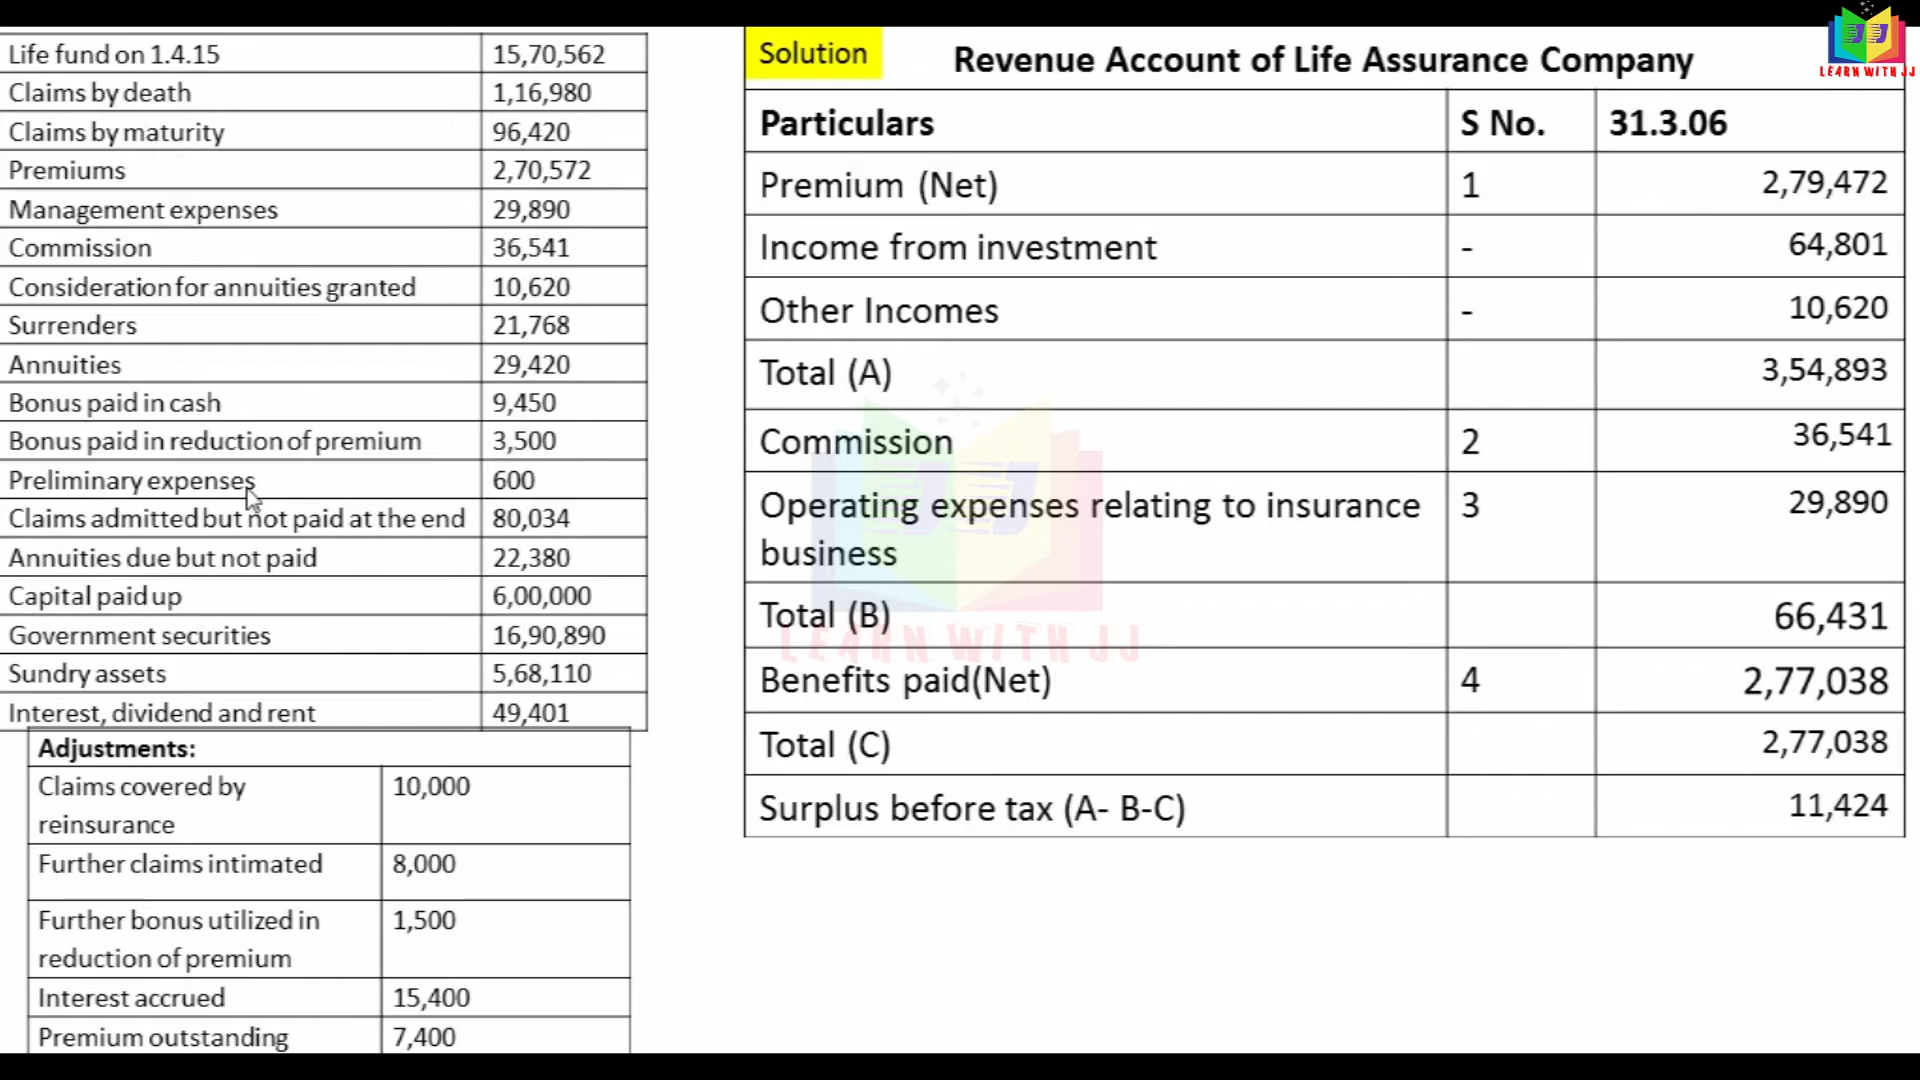 Life fund on 1.4.15 15,70,562
Claims by death 1,16,980
Claims by maturity 96,420
Premiums 2,70,572
Management expenses 29,890
Commission 36,541
Consideration for annuities granted 10,620
Surrenders 21,768
Annuities 29,420
Bonus paid in cash 9,450
Bonus paid in reduction of premium 3,500
Preliminary expenses 600
Claims admitted but not paid at the end 80,034
Annuities due but not paid 22,380
Capital paid up 6,00,000
Government securities 16,90,890
Sundry assets 5,68,110
Interest, dividend and rent 49,401
Adjustments:
Claims covered by 10,000
reinsurance
Further claims intimated 8,000
Further bonus utilized in 1,500
reduction of premium
Interest accrued 15,400
Premium outstanding 7,400
Solution
Revenue Account of Life Assurance Company
Particulars S No. 31.3.06
Premium (Net) 1 2,79,472
Income from investment - 64,801
Other Incomes - 10,620
Total (A) 3,54,893
Commission 2 36,541
Operating expenses relating to insurance 3 29,890
business
Total (B) 66,431
Benefits paid(Net) 4 2,77,038
Total (C) 2,77,038
Surplus before tax (A- B-C) 11,424
JJ
LEARN WITH JJ
JJ
LEARN WITH JJ